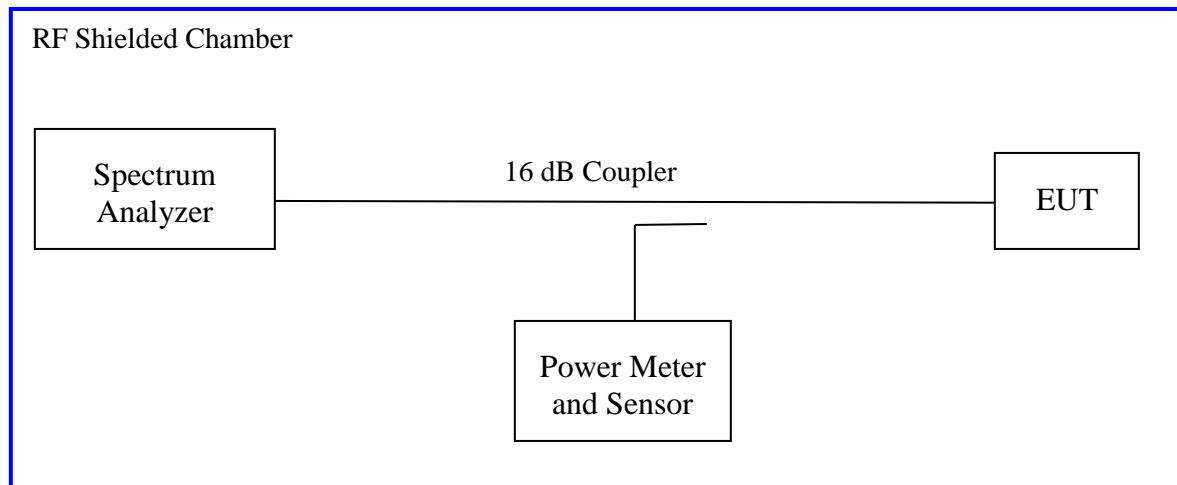 RF Shielded Chamber
Spectrum
Analyzer
16 dB Coupler
EUT
Power Meter
and Sensor